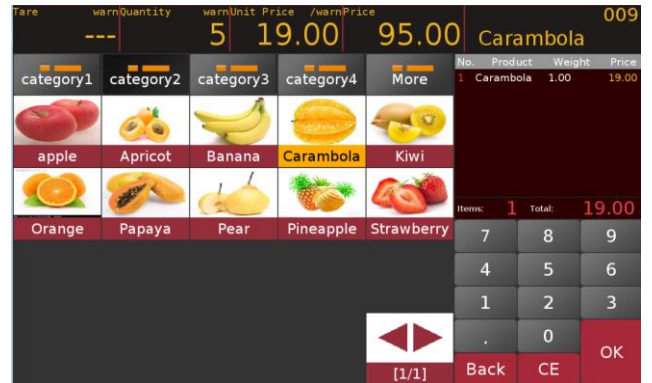 Tare warn Quantity warn Unit Price /warn Price 009
--- 5 19.00 95.00 Carambola
category1 category2 category3 category4 More
No. Product Weight Price
1 Carambola 1.00 19.00
apple Apricot Banana Carambola Kiwi
Items: 1 Total: 19.00
Orange Papaya Pear Pineapple Strawberry
7 8 9
4 5 6
1 2 3
. 0 OK
Back CE
[1/1]